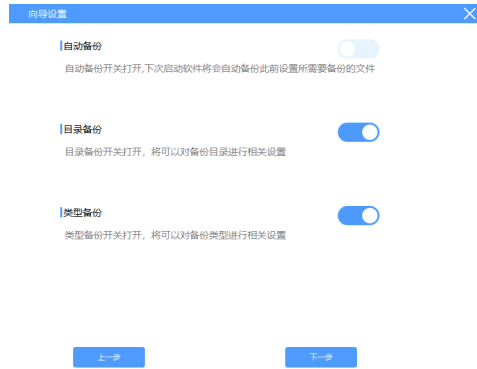 向导设置
自动备份
自动备份开关打开,下次启动软件将会自动备份此前设置所需要备份的文件
目录备份
目录备份开关打开，将可以对备份目录进行相关设置
类型备份
类型备份开关打开，将可以对备份类型进行相关设置
上一步
下一步